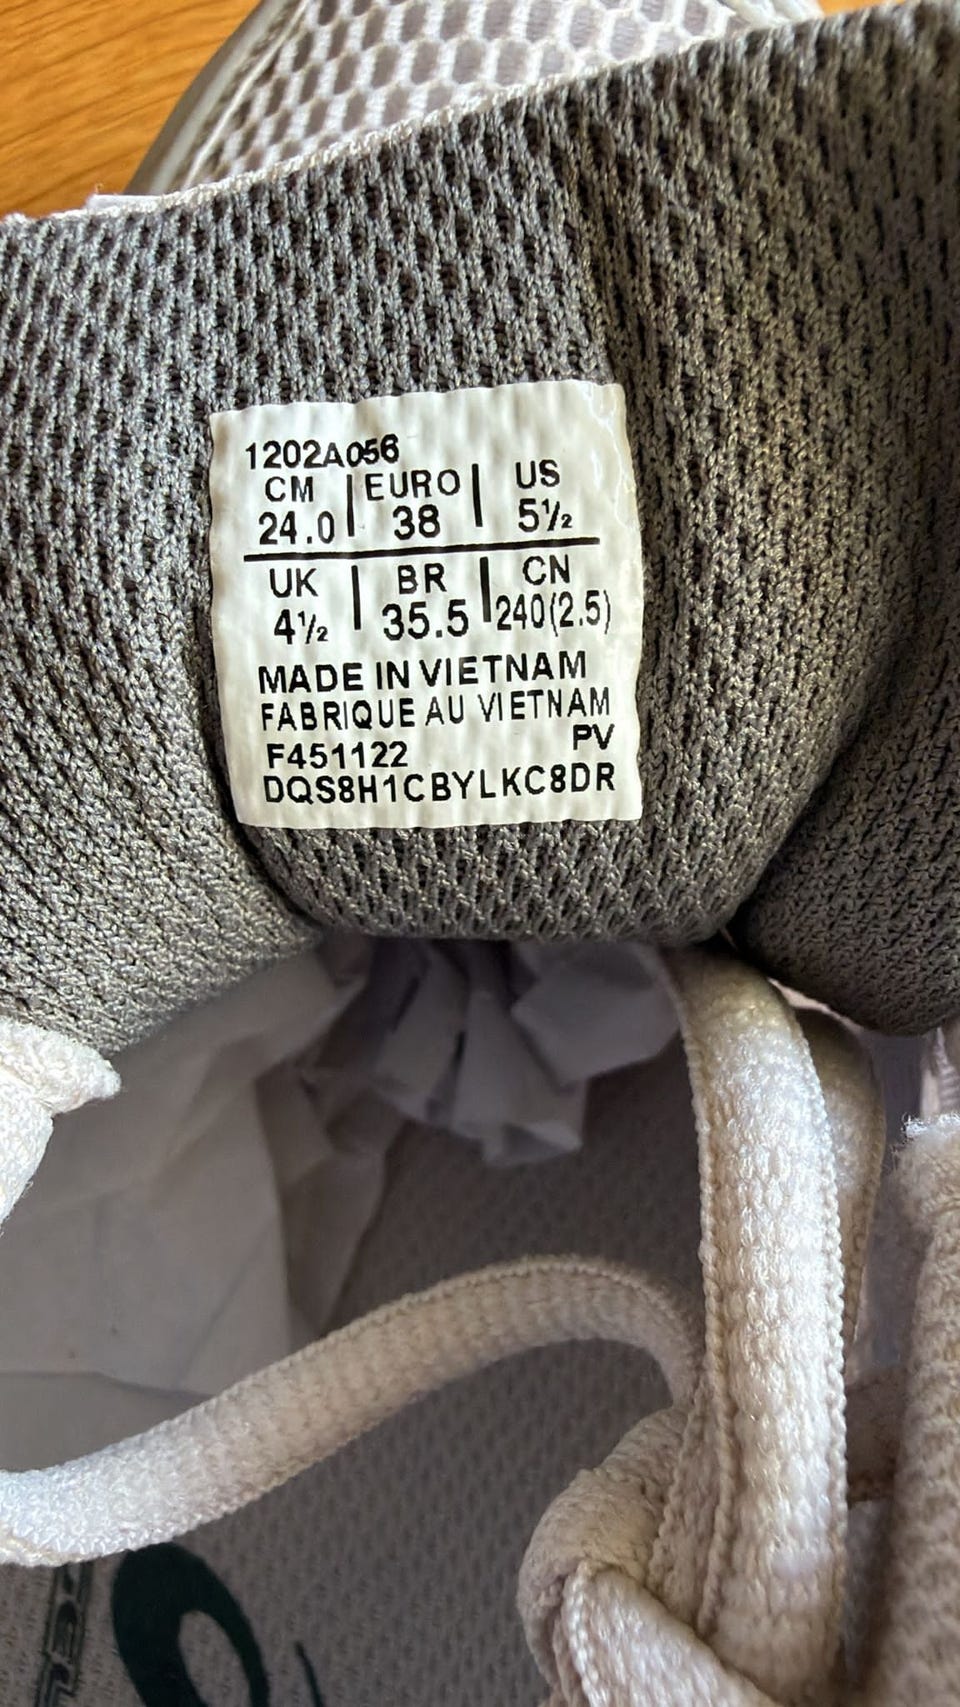 1202A056
CM | EURO | US
24.0 | 38 | 5½
UK | BR | CN
4½ | 35.5 | 240(2.5)
MADE IN VIETNAM
FABRIQUE AU VIETNAM
F451122 PV
DQS8H1CBYLKC8DR